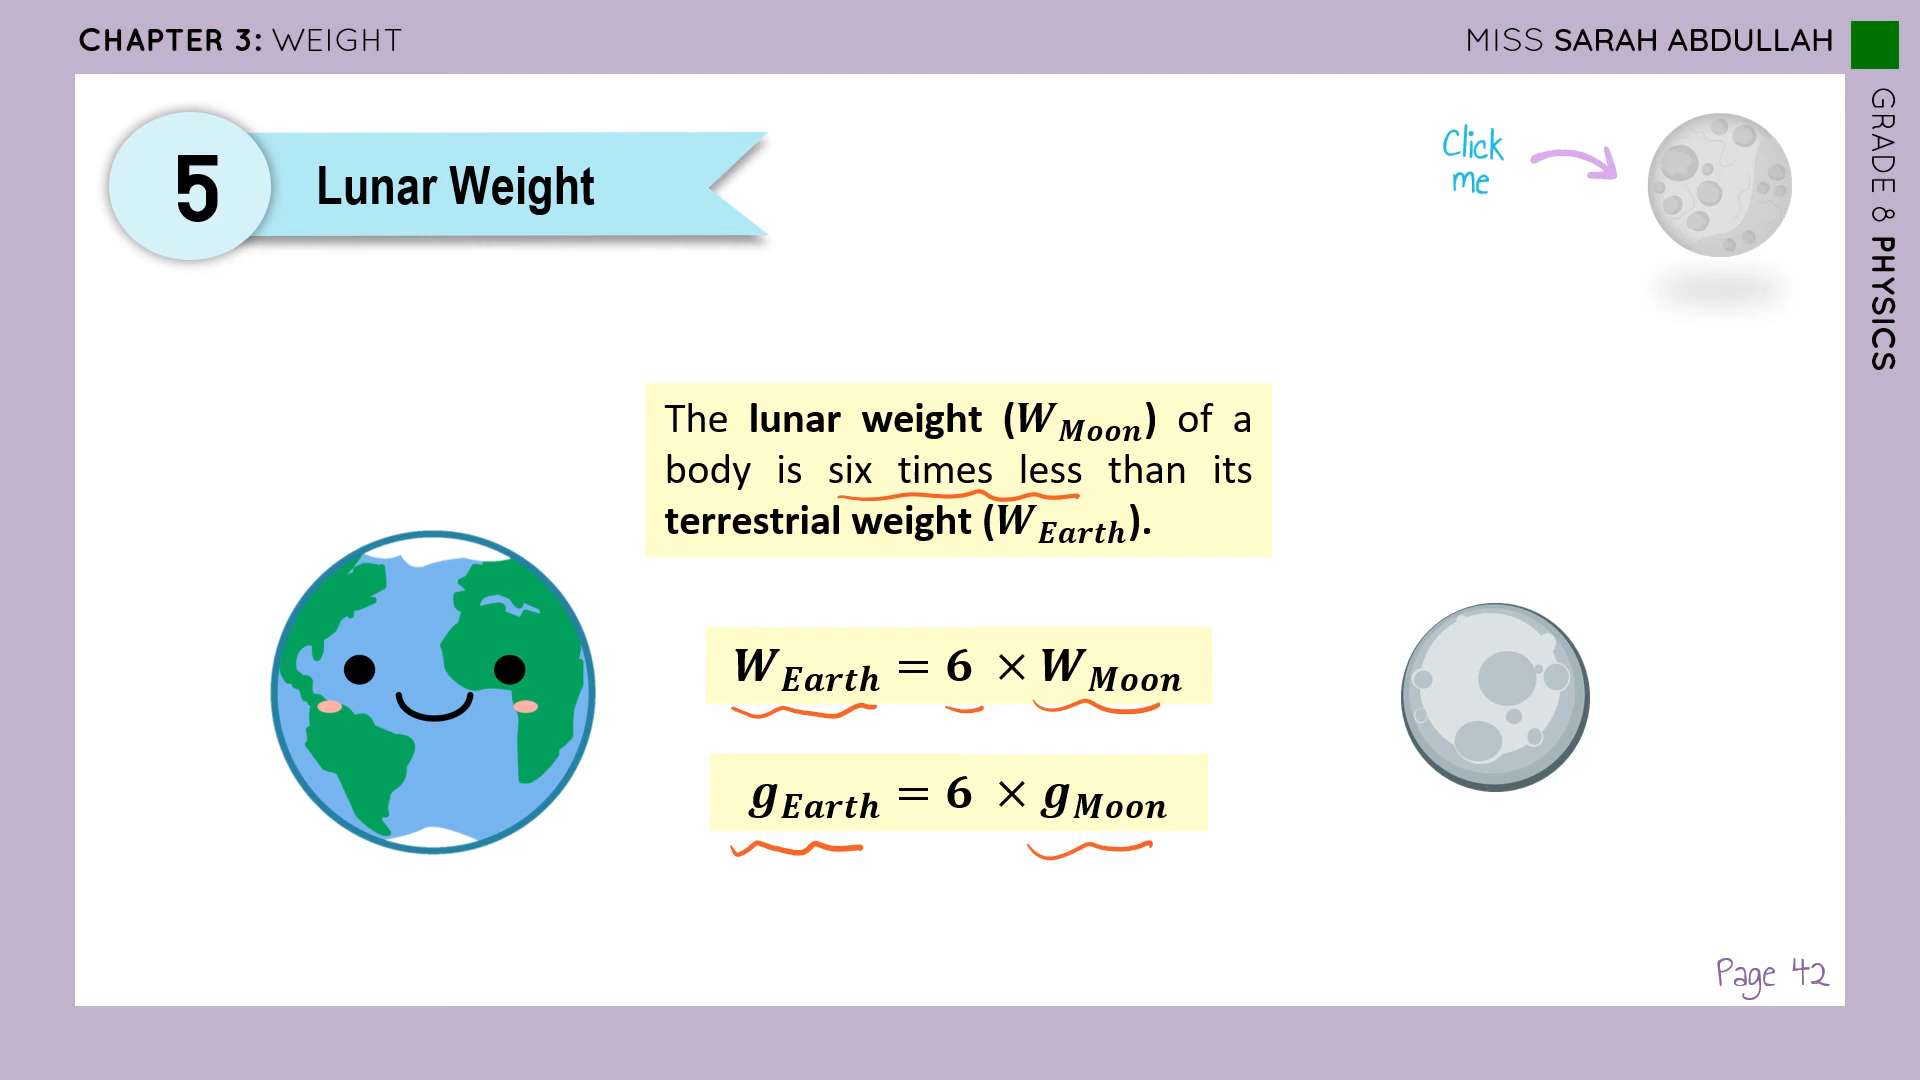 CHAPTER 3: WEIGHT
MISS SARAH ABDULLAH
GRADE 8 PHYSICS
5
Lunar Weight
Click
me
The lunar weight (W_Moon) of a
body is six times less than its
terrestrial weight (W_Earth).
W_Earth = 6 × W_Moon
g_Earth = 6 × g_Moon
Page 42